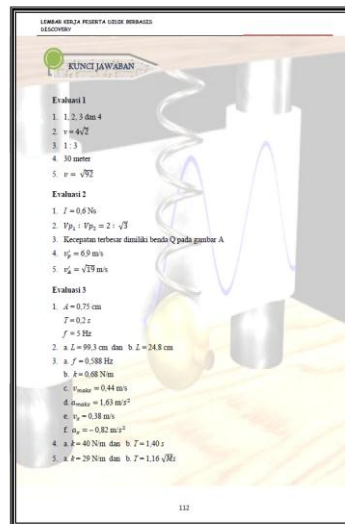 LEMBAR KERJA PESERTA DIDIK BERBASIS
DISCOVERY
KUNCI JAWABAN
Evaluasi 1
1. 1, 2, 3 dan 4
2. v = 4√2
3. 1 : 3
4. 30 meter
5. v = √92
Evaluasi 2
1. I = 0,6 Ns
2. Vp₁ : Vp₂ = 2 : √3
3. Kecepatan terbesar dimiliki benda Q pada gambar A
4. v'ₚ = 6,9 m/s
5. v'ₐ = √19 m/s
Evaluasi 3
1. A = 0,75 cm
T = 0,2 s
f = 5 Hz
2. a. L = 99,3 cm dan b. L = 24,8 cm
3. a. f = 0,588 Hz
b. k = 0,68 N/m
c. vₘₐₖₛ = 0,44 m/s
d. aₘₐₖₛ = 1,63 m/s²
e. vₓ = 0,38 m/s
f. aₓ = – 0,82 m/s²
4. a. k = 40 N/m dan b. T = 1,40 s
5. a. k = 29 N/m dan b. T = 1,16 √Ms
112